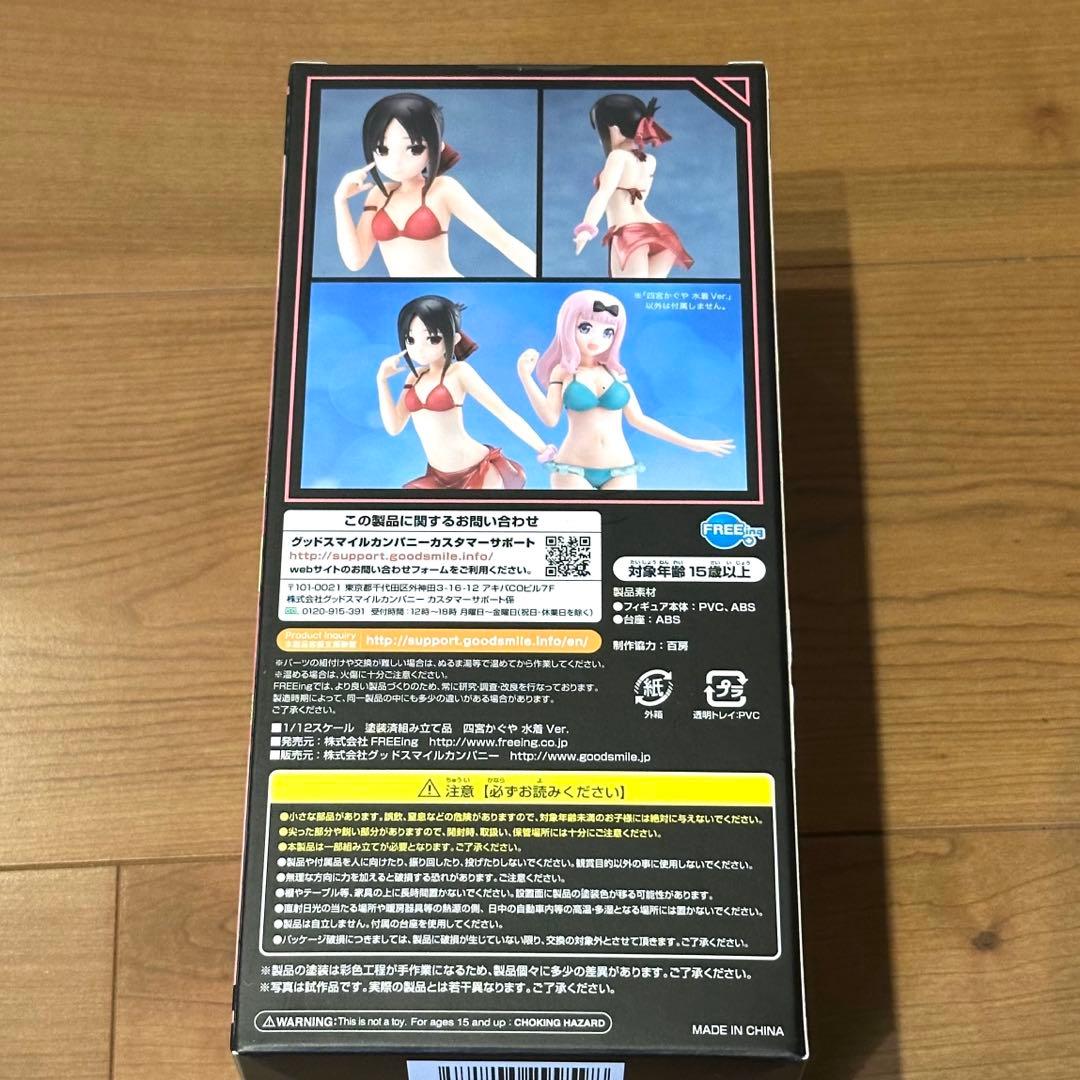 ※「四宮かぐや 水着 Ver.」
以外は付属しません。
この製品に関するお問い合わせ
グッドスマイルカンパニーカスタマーサポート
http://support.goodsmile.info/
webサイトのお問い合わせフォームをご利用ください。
〒101-0021 東京都千代田区外神田3-16-12 アキバCOビル7F
株式会社グッドスマイルカンパニー カスタマーサポート係
0120-915-391 受付時間:12時～18時 月曜日～金曜日(祝日・休業日を除く)
Product Inquiry
http://support.goodsmile.info/en/
FREEing
たいしょうねんれい さい いじょう
対象年齢 15歳以上
製品素材
●フィギュア本体：PVC、ABS
●台座：ABS
制作協力：百房
紙
外箱
プラ
透明トレイ:PVC
※パーツの組付けや交換が難しい場合は、ぬるま湯等で温めてから作業してください。
※温める場合は、火傷に十分ご注意ください。
FREEingでは、より良い製品づくりのため、常に研究・調査・改良を行なっております。
製造時期によって、同一製品の中にも多少の違いがある場合があります。
ご了承ください。
■1/12スケール 塗装済組み立て品 四宮かぐや 水着 Ver.
■発売元：株式会社 FREEing http://www.freeing.co.jp
■販売元：株式会社グッドスマイルカンパニー http://www.goodsmile.jp
ちゅうい かなら よ
注意【必ずお読みください】
●小さな部品があります。誤飲、窒息などの危険がありますので、対象年齢未満のお子様には絶対に与えないでください。
●尖った部分や鋭い部分がありますので、開封時、取扱い、保管場所には十分にご注意ください。
●本製品は一部組み立てが必要となります。ご了承ください。
●製品や付属品を人に向けたり、振り回したり、投げたりしないでください。観賞目的以外の事に使用しないでください。
●無理な方向に力を加えると破損する恐れがあります。ご注意ください。
●棚やテーブル等、家具の上に長時間置かないでください。設置面に製品の塗装色が移る可能性があります。
●直射日光の当たる場所や暖房器具等の熱源の側、日中の自動車内等の高温・多湿となる場所には置かないでください。
●製品は自立しません。付属の台座を使用してください。
●パッケージ破損につきましては、製品に破損が生じていない限り、交換の対象外とさせて頂きます。ご了承ください。
※製品の塗装は彩色工程が手作業になるため、製品個々に多少の差異があります。ご了承ください。
※写真は試作品です。実際の製品とは若干異なります。ご了承ください。
WARNING: This is not a toy. For ages 15 and up : CHOKING HAZARD
MADE IN CHINA